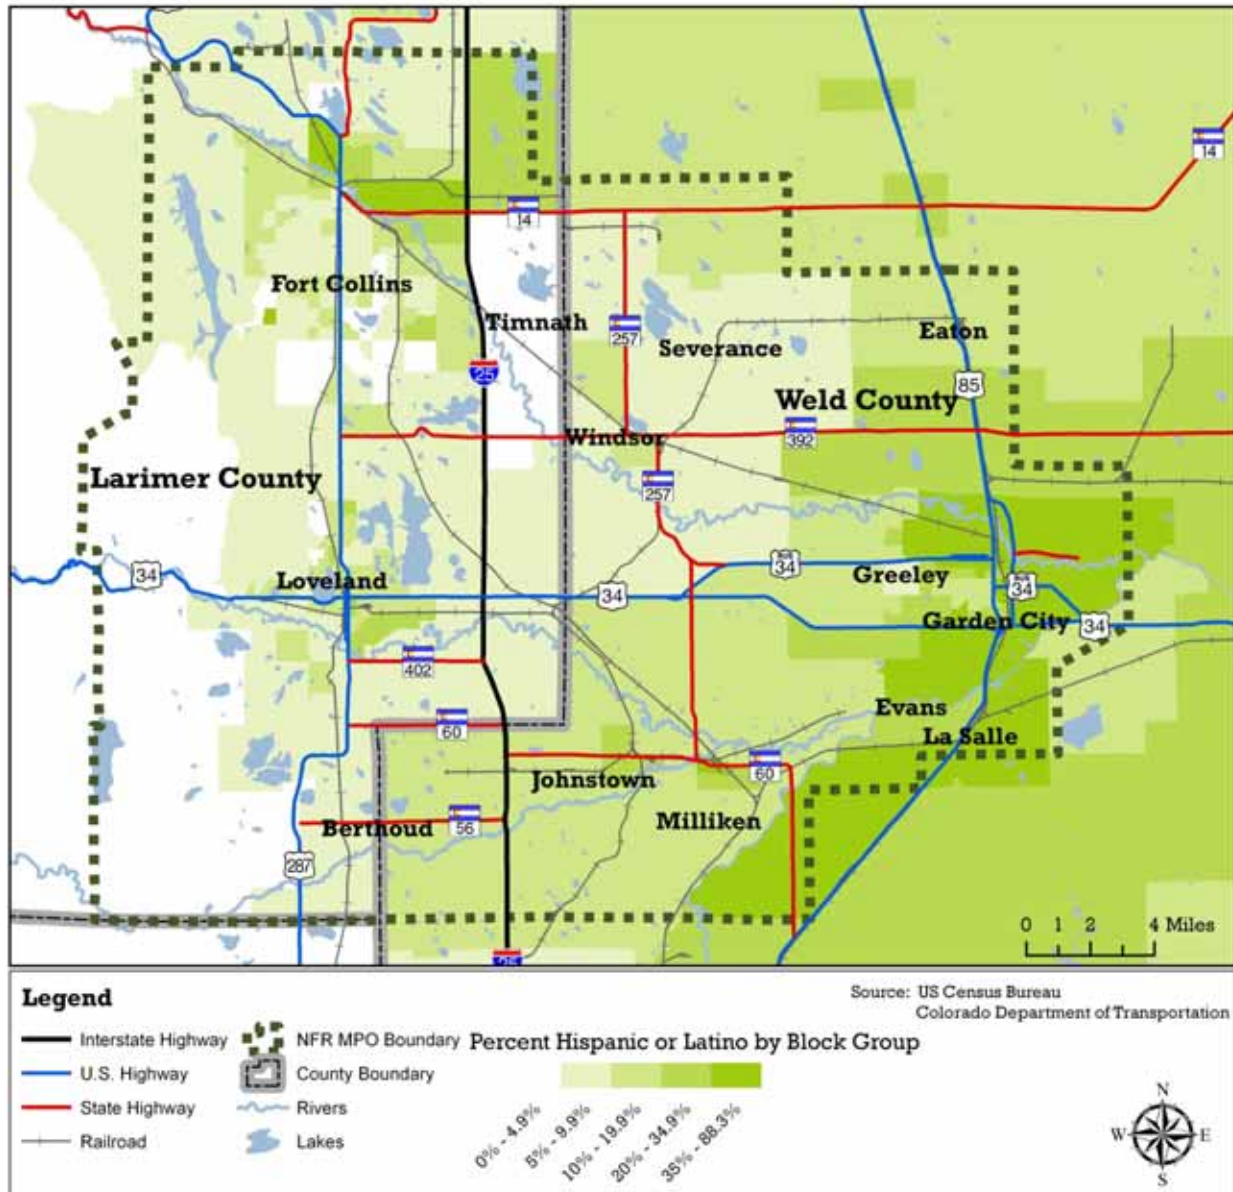 14
14
Fort Collins
Timnath
257
Severance
Eaton
25
85
Weld County
392
Windsor
Larimer County
257
34
Loveland
34
34
Greeley
34
Garden City
34
402
Evans
60
La Salle
60
Johnstown
Milliken
Berthoud
56
287
25
0 1 2 4 Miles
Legend
Interstate Highway
U.S. Highway
State Highway
Railroad
NFR MPO Boundary
County Boundary
Rivers
Lakes
Percent Hispanic or Latino by Block Group
0% - 4.9%
5% - 9.9%
10% - 19.9%
20% - 34.9%
35% - 88.3%
Source: US Census Bureau
Colorado Department of Transportation
N
W E
S